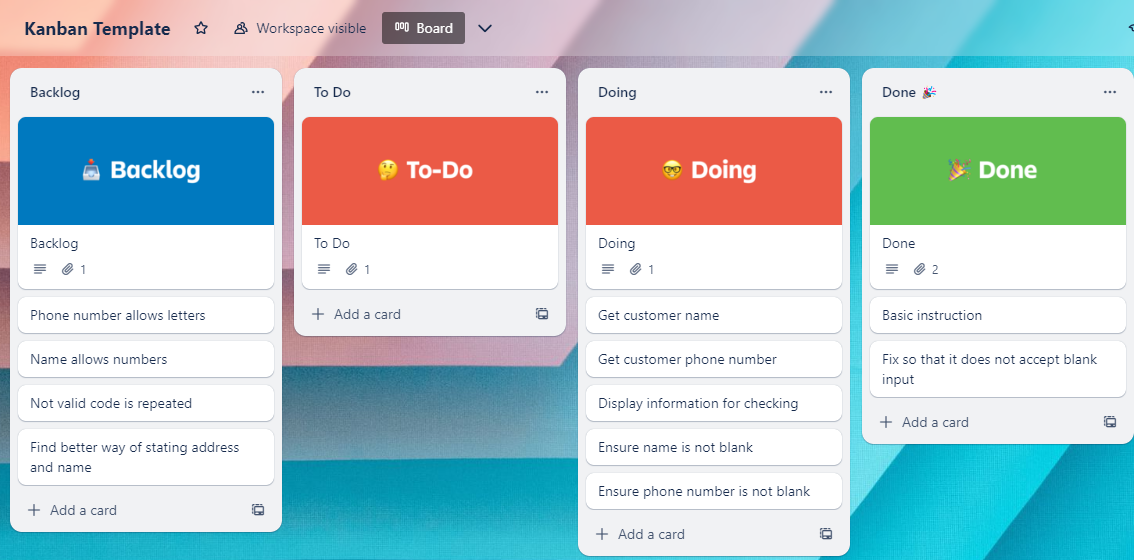 Kanban Template
Workspace visible
Board
Backlog
Backlog
Backlog
1
Phone number allows letters
Name allows numbers
Not valid code is repeated
Find better way of stating address
and name
Add a card
To Do
To-Do
To Do
1
Add a card
Doing
Doing
Doing
1
Get customer name
Get customer phone number
Display information for checking
Ensure name is not blank
Ensure phone number is not blank
Add a card
Done 🎉
Done
Done
2
Basic instruction
Fix so that it does not accept blank
input
Add a card